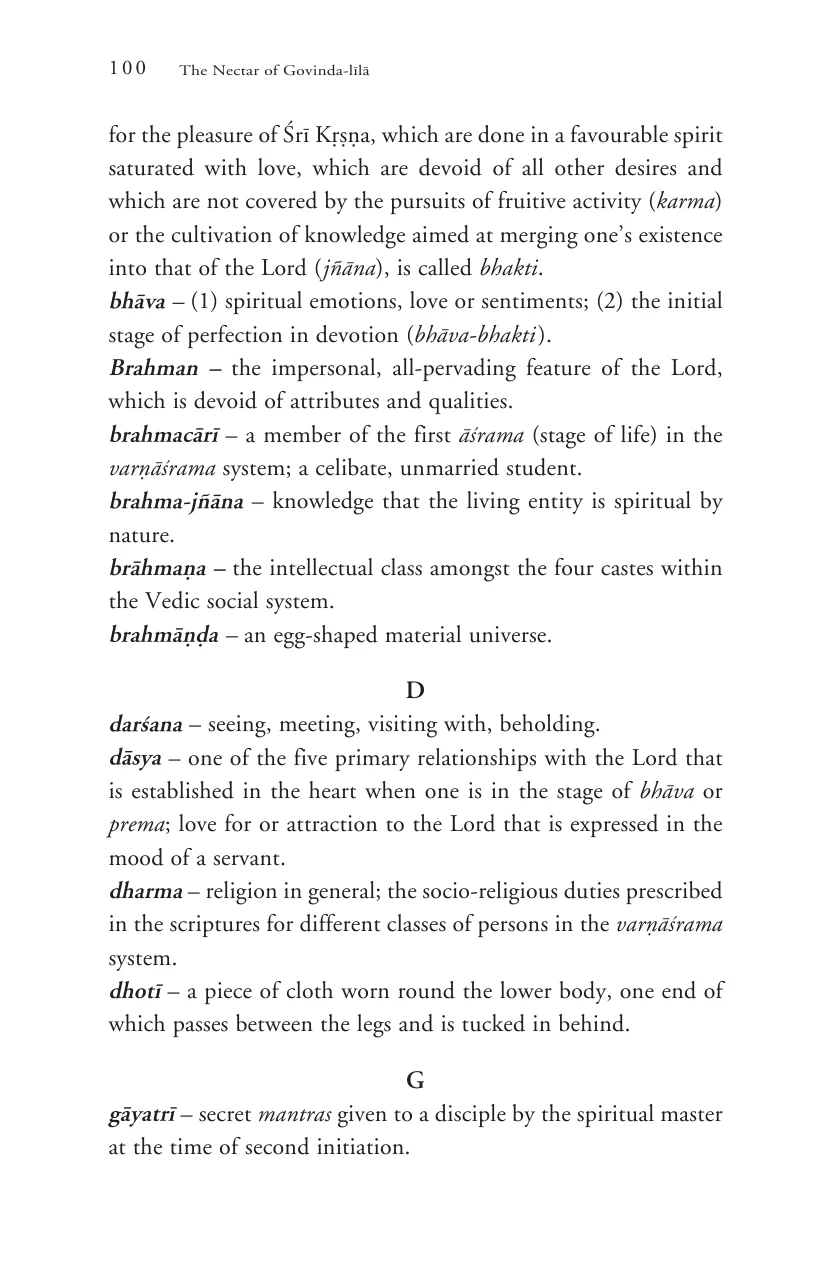 100 The Nectar of Govinda-līlā
for the pleasure of Śrī Kṛṣṇa, which are done in a favourable spirit
saturated with love, which are devoid of all other desires and
which are not covered by the pursuits of fruitive activity (karma)
or the cultivation of knowledge aimed at merging one’s existence
into that of the Lord (jñāna), is called bhakti.
bhāva – (1) spiritual emotions, love or sentiments; (2) the initial
stage of perfection in devotion (bhāva-bhakti).
Brahman – the impersonal, all-pervading feature of the Lord,
which is devoid of attributes and qualities.
brahmacārī – a member of the first āśrama (stage of life) in the
varṇāśrama system; a celibate, unmarried student.
brahma-jñāna – knowledge that the living entity is spiritual by
nature.
brāhmaṇa – the intellectual class amongst the four castes within
the Vedic social system.
brahmāṇḍa – an egg-shaped material universe.
D
darśana – seeing, meeting, visiting with, beholding.
dāsya – one of the five primary relationships with the Lord that
is established in the heart when one is in the stage of bhāva or
prema; love for or attraction to the Lord that is expressed in the
mood of a servant.
dharma – religion in general; the socio-religious duties prescribed
in the scriptures for different classes of persons in the varṇāśrama
system.
dhotī – a piece of cloth worn round the lower body, one end of
which passes between the legs and is tucked in behind.
G
gāyatrī – secret mantras given to a disciple by the spiritual master
at the time of second initiation.